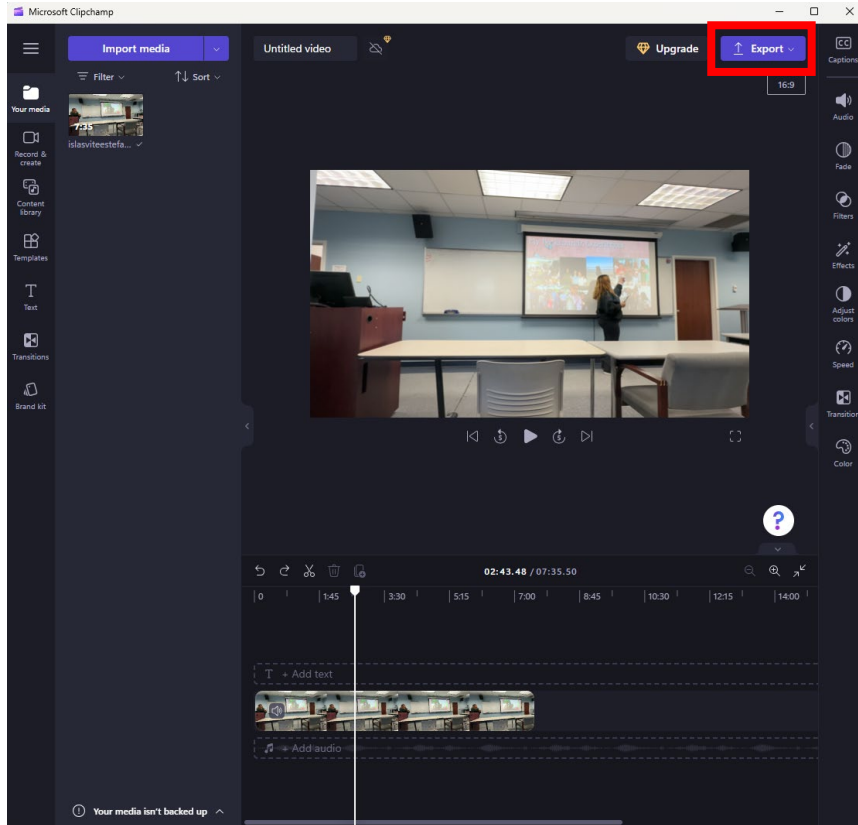 Microsoft Clipchamp
Import media
Untitled video
Upgrade
Export
CC
Captions
Filter
Sort
16:9
Your media
7:35
islasviteestefa...
Audio
Record &
create
Fade
Content
library
Filters
Templates
Effects
Text
Adjust
colors
Transitions
Speed
Brand kit
Transition
5
5
Color
?
02:43.48 / 07:35.50
0 1:45 3:30 5:15 7:00 8:45 10:30 12:15 14:00
T + Add text
+ Add audio
Your media isn't backed up